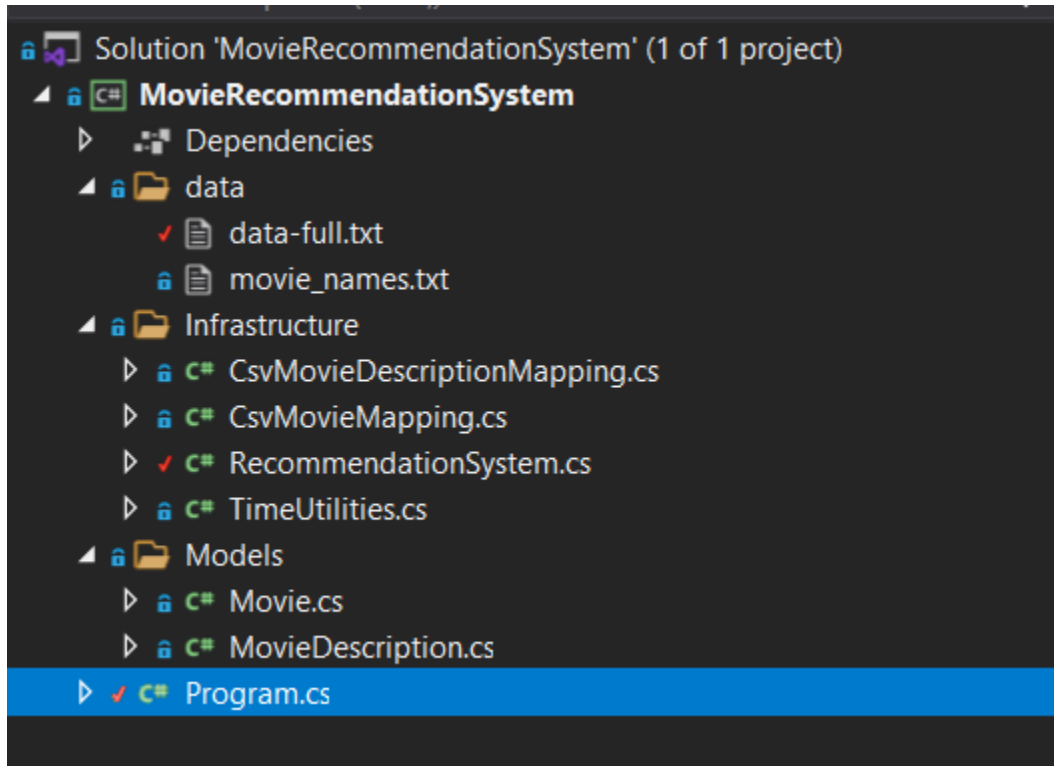 Solution 'MovieRecommendationSystem' (1 of 1 project)
C# MovieRecommendationSystem
Dependencies
data
data-full.txt
movie_names.txt
Infrastructure
C# CsvMovieDescriptionMapping.cs
C# CsvMovieMapping.cs
C# RecommendationSystem.cs
C# TimeUtilities.cs
Models
C# Movie.cs
C# MovieDescription.cs
C# Program.cs